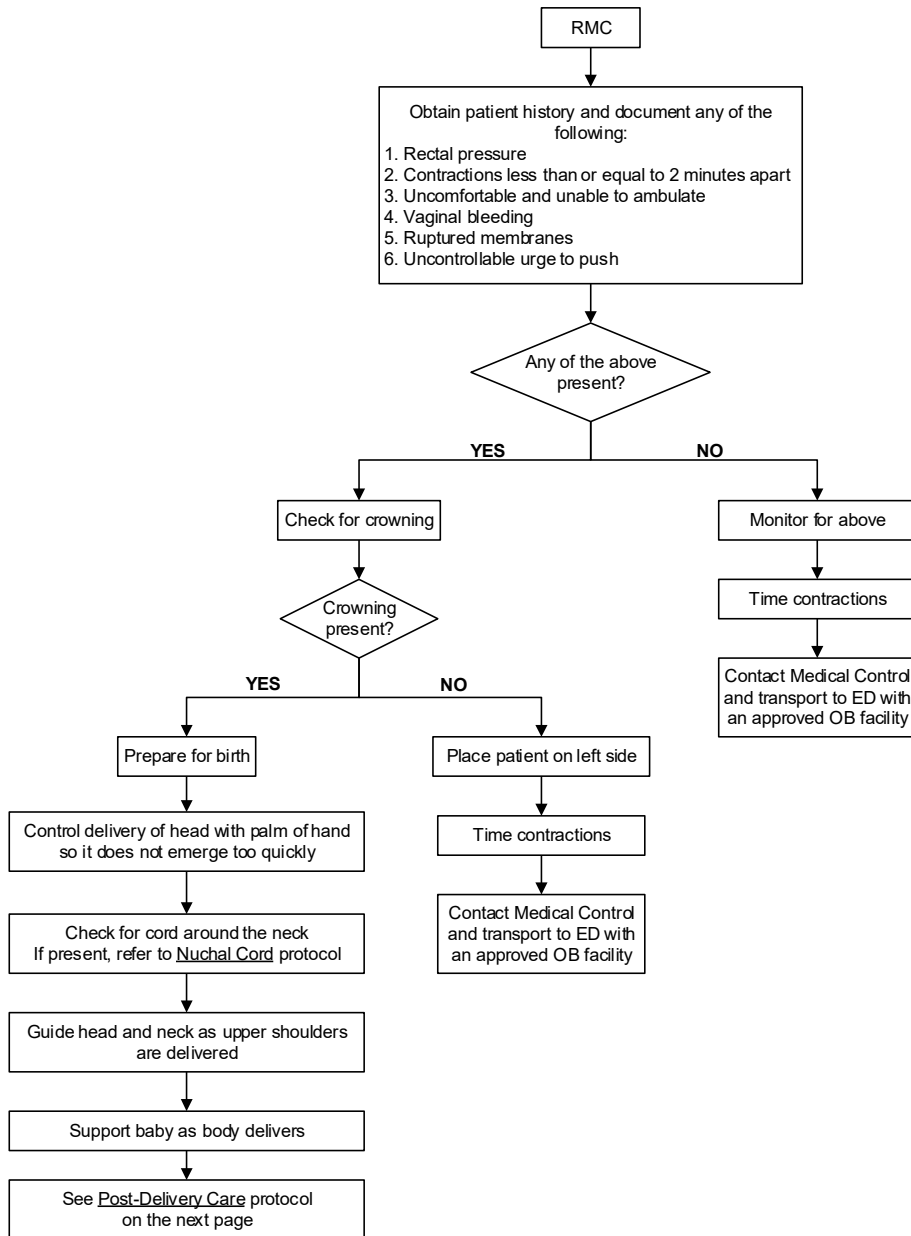 RMC
Obtain patient history and document any of the
following:
1. Rectal pressure
2. Contractions less than or equal to 2 minutes apart
3. Uncomfortable and unable to ambulate
4. Vaginal bleeding
5. Ruptured membranes
6. Uncontrollable urge to push
Any of the above
present?
YES
NO
Check for crowning
Crowning
present?
YES
NO
Prepare for birth
Control delivery of head with palm of hand
so it does not emerge too quickly
Check for cord around the neck
If present, refer to Nuchal Cord protocol
Guide head and neck as upper shoulders
are delivered
Support baby as body delivers
See Post-Delivery Care protocol
on the next page
Place patient on left side
Time contractions
Contact Medical Control
and transport to ED with
an approved OB facility
Monitor for above
Time contractions
Contact Medical Control
and transport to ED with
an approved OB facility